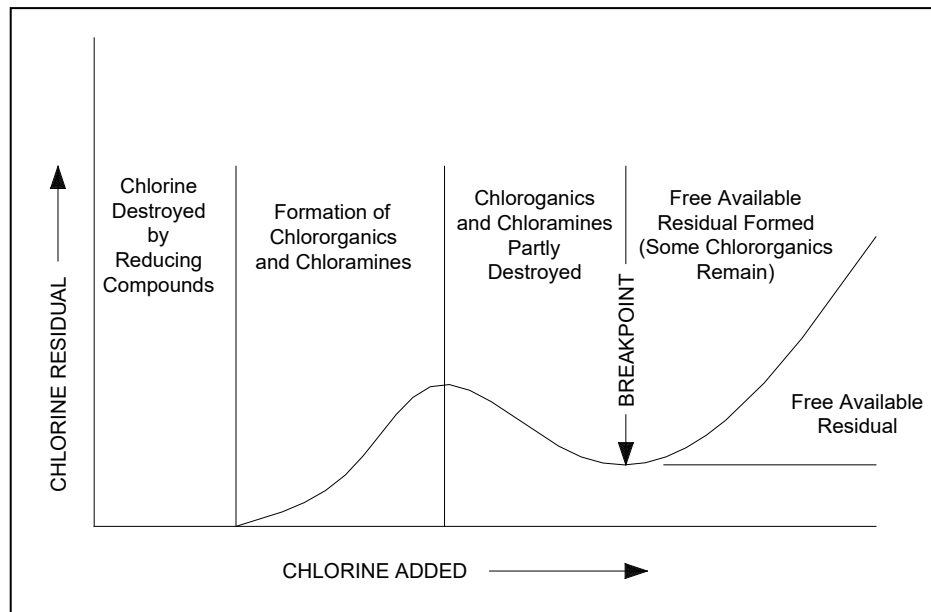 Chlorine
Destroyed
by
Reducing
Compounds
Formation of
Chlororganics
and Chloramines
Chloroganics
and Chloramines
Partly
Destroyed
Free Available
Residual Formed
(Some Chlororganics
Remain)
BREAKPOINT
Free Available
Residual
CHLORINE RESIDUAL
CHLORINE ADDED